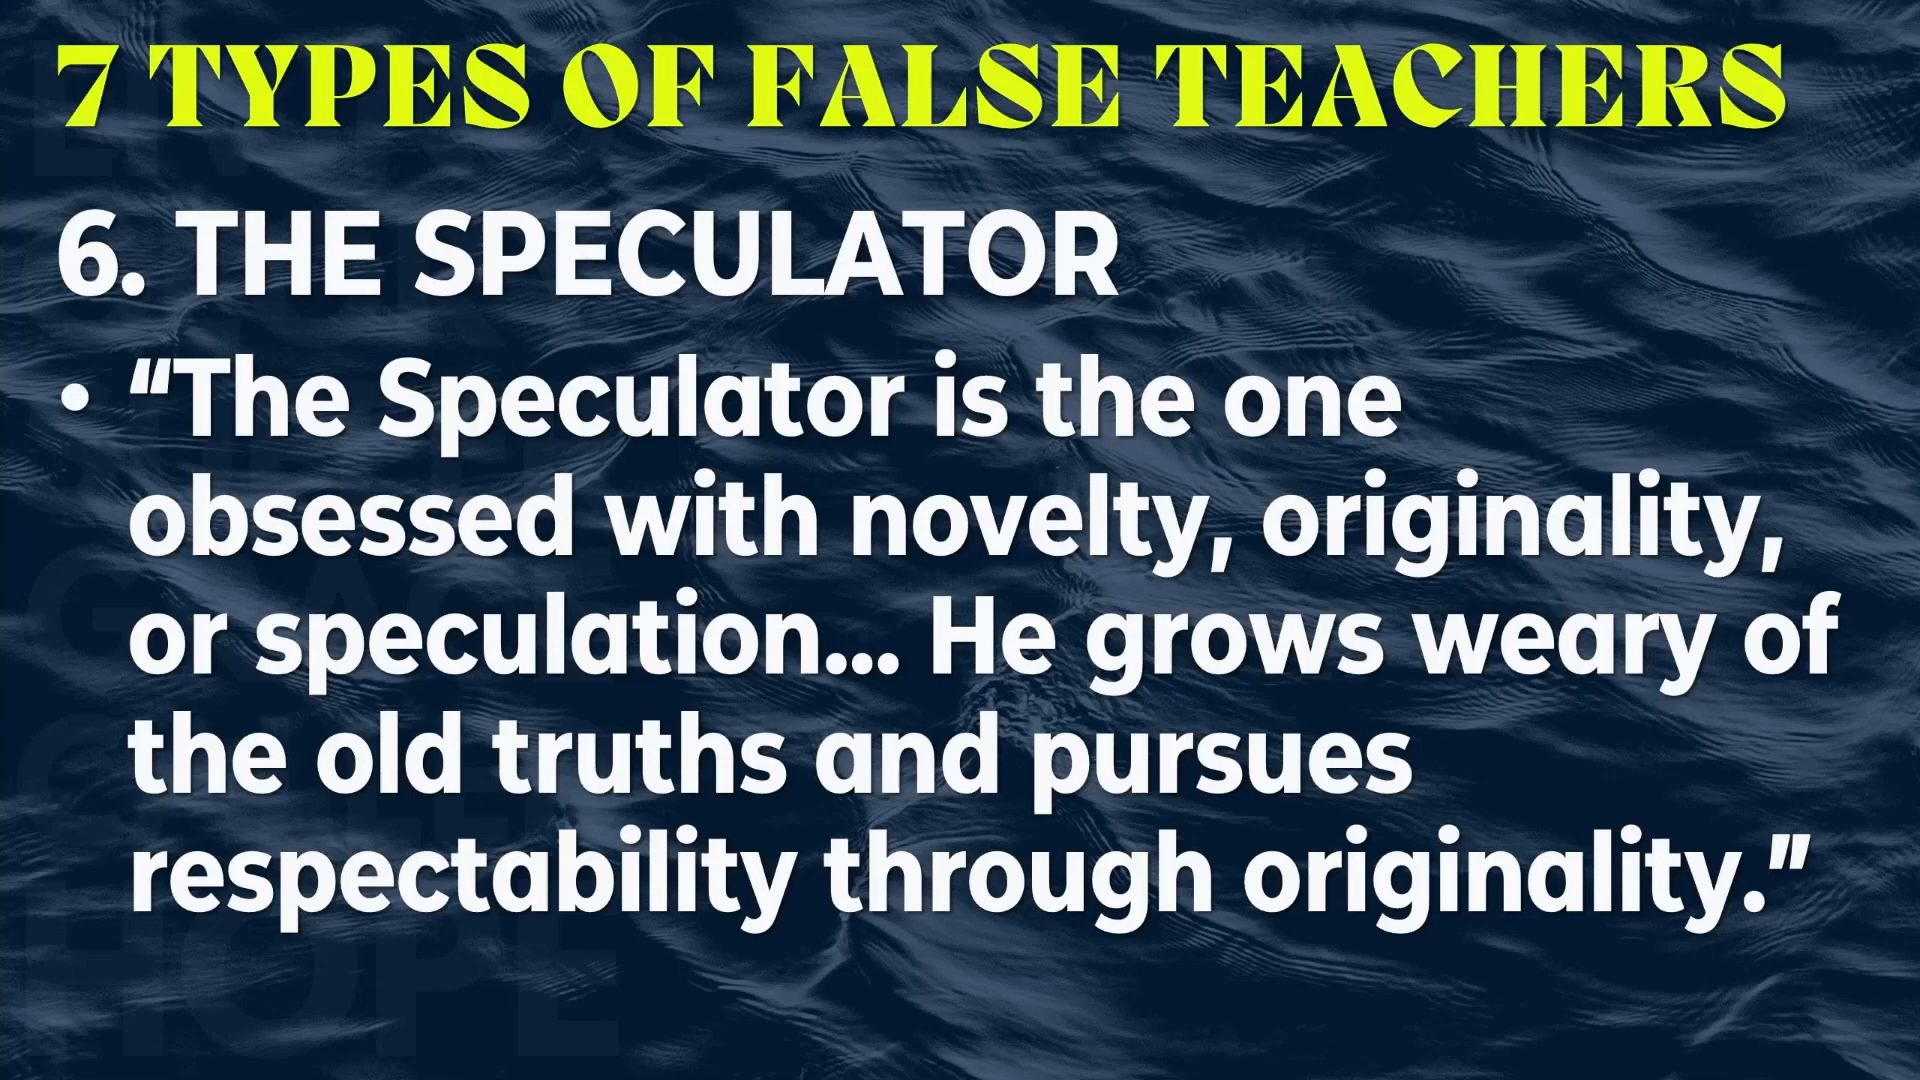 7 TYPES OF FALSE TEACHERS
6. THE SPECULATOR
• “The Speculator is the one
obsessed with novelty, originality,
or speculation... He grows weary of
the old truths and pursues
respectability through originality.”
HOPE